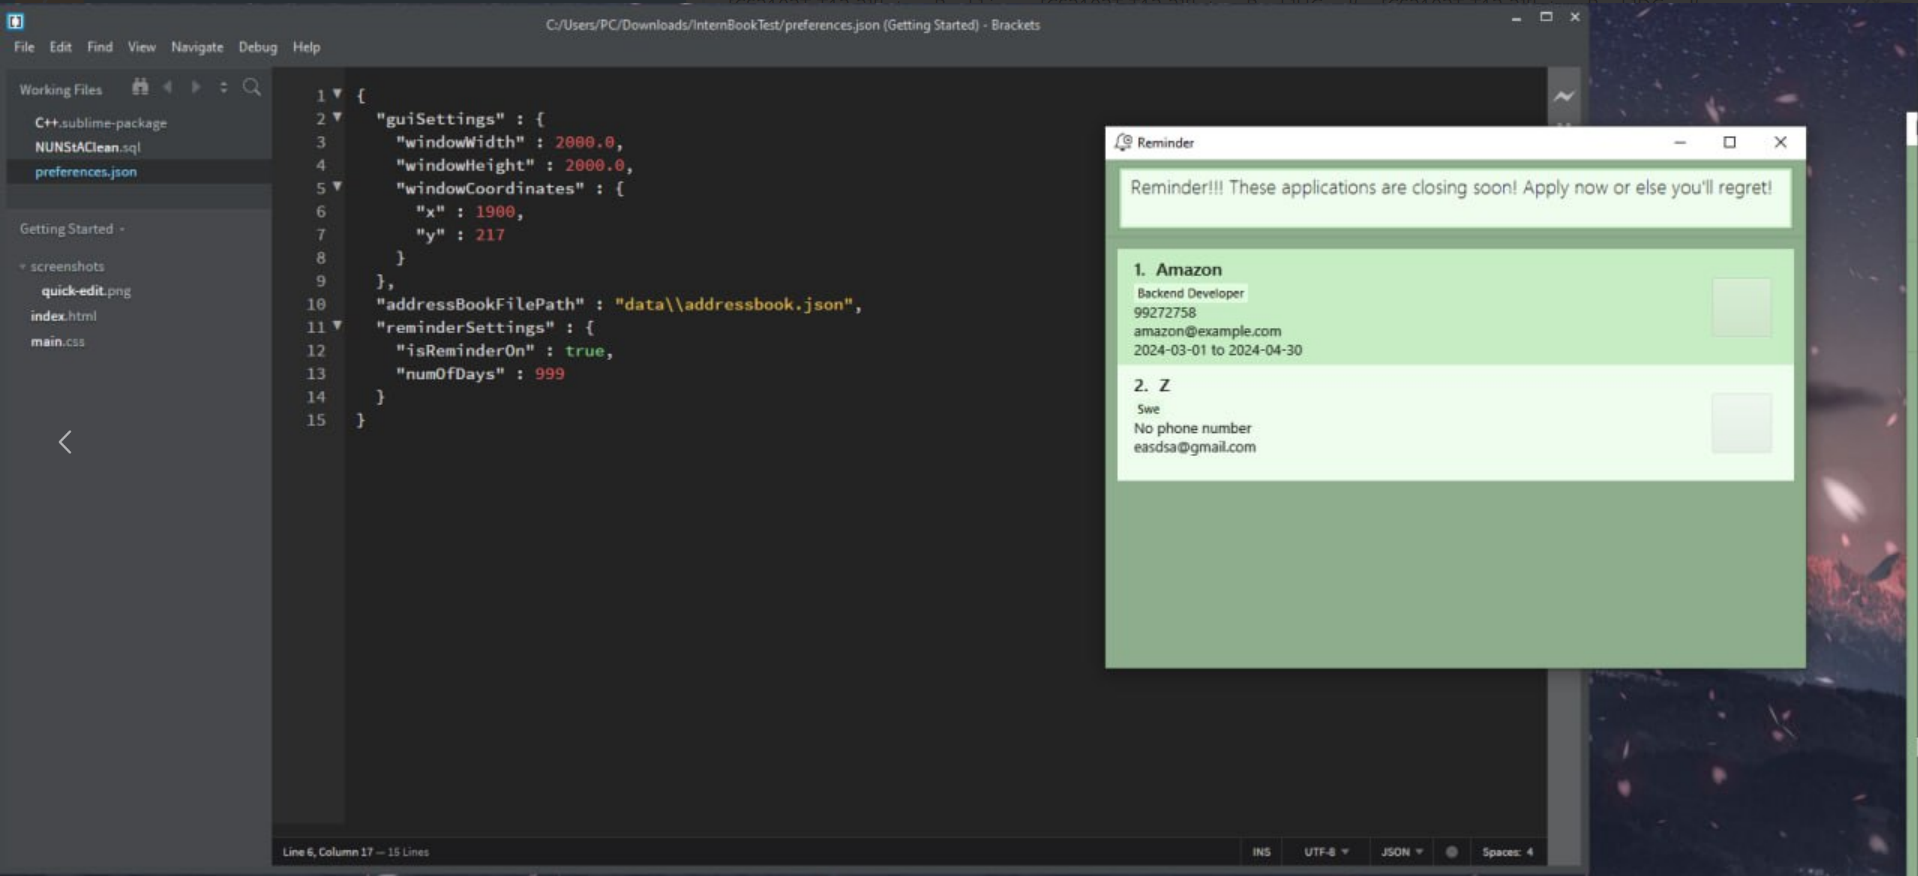 C:/Users/PC/Downloads/InternBookTest/preferences.json (Getting Started) - Brackets
File Edit Find View Navigate Debug Help
Working Files
C++.sublime-package
NUNStAClean.sql
preferences.json
Getting Started
screenshots
quick-edit.png
index.html
main.css
1 {
2 "guiSettings" : {
3 "windowWidth" : 2000.0,
4 "windowHeight" : 2000.0,
5 "windowCoordinates" : {
6 "x" : 1900,
7 "y" : 217
8 }
9 },
10 "addressBookFilePath" : "data\\addressbook.json",
11 "reminderSettings" : {
12 "isReminderOn" : true,
13 "numOfDays" : 999
14 }
15 }
Line 6, Column 17 — 15 Lines
INS UTF-8 JSON Spaces: 4
Reminder
Reminder!!! These applications are closing soon! Apply now or else you'll regret!
1. Amazon
Backend Developer
99272758
amazon@example.com
2024-03-01 to 2024-04-30
2. Z
Swe
No phone number
easdsa@gmail.com